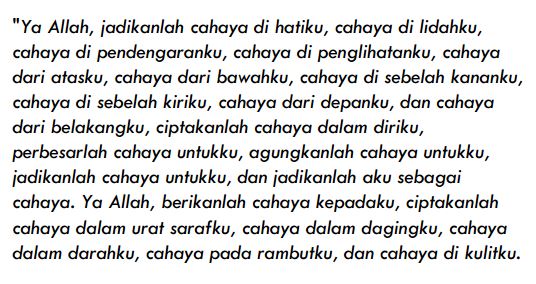 "Ya Allah, jadikanlah cahaya di hatiku, cahaya di lidahku,
cahaya di pendengaranku, cahaya di penglihatanku, cahaya
dari atasku, cahaya dari bawahku, cahaya di sebelah kananku,
cahaya di sebelah kiriku, cahaya dari depanku, dan cahaya
dari belakangku, ciptakanlah cahaya dalam diriku,
perbesarlah cahaya untukku, agungkanlah cahaya untukku,
jadikanlah cahaya untukku, dan jadikanlah aku sebagai
cahaya. Ya Allah, berikanlah cahaya kepadaku, ciptakanlah
cahaya dalam urat sarafku, cahaya dalam dagingku, cahaya
dalam darahku, cahaya pada rambutku, dan cahaya di kulitku.